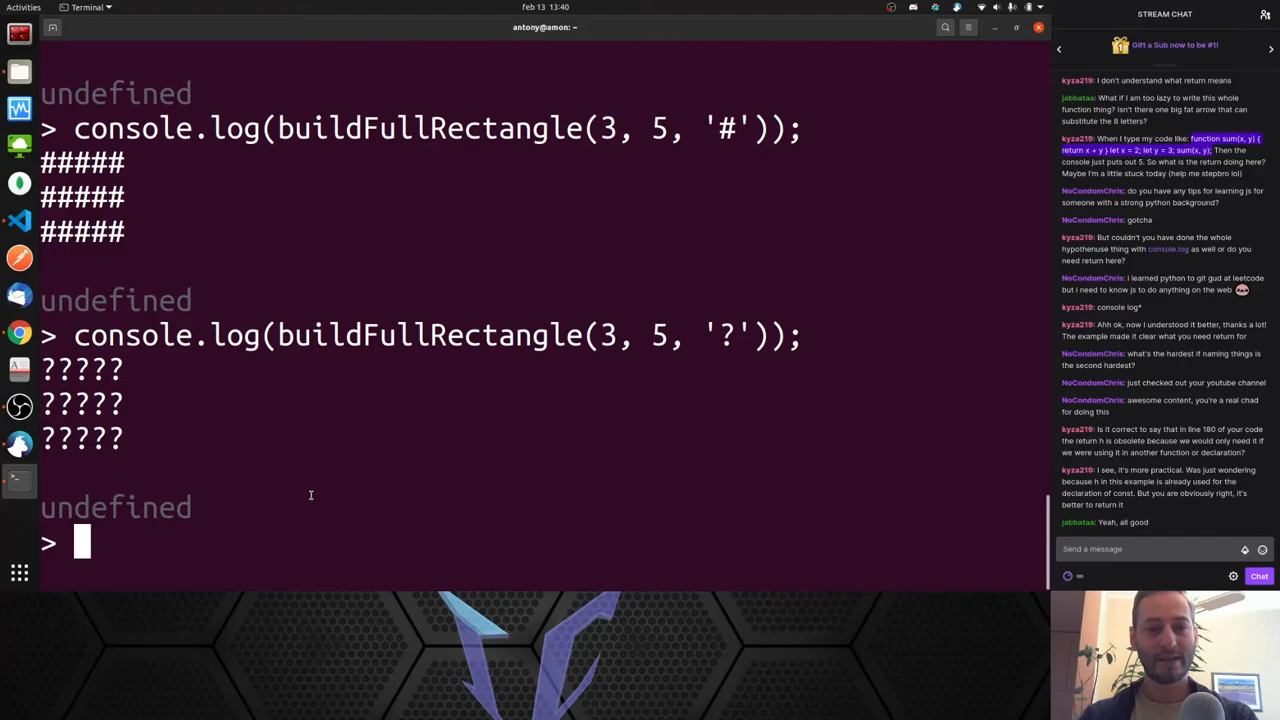 Activities
Terminal
feb 13 13:40
antony@amon: ~
undefined
> console.log(buildFullRectangle(3, 5, '#'));
#####
#####
#####
undefined
> console.log(buildFullRectangle(3, 5, '?'));
?????
?????
?????
undefined
>
STREAM CHAT
Gift a Sub now to be #1!
kyza219: I don't understand what return means
jabbataa: What if I am too lazy to write this whole
function thing? Isn't there one big fat arrow that can
substitute the 8 letters?
kyza219: When I type my code like: function sum(x, y) {
return x + y } let x = 2; let y = 3; sum(x, y); Then the
console just puts out 5. So what is the return doing here?
Maybe I'm a little stuck today (help me stepbro lol)
NoCondomChris: do you have any tips for learning js for
someone with a strong python background?
NoCondomChris: gotcha
kyza219: But couldn't you have done the whole
hypothenuse thing with console.log as well or do you
need return here?
NoCondomChris: i learned python to git gud at leetcode
but i need to know js to do anything on the web
kyza219: console log*
kyza219: Ahh ok, now I understood it better, thanks a lot!
The example made it clear what you need return for
NoCondomChris: what's the hardest if naming things is
the second hardest?
NoCondomChris: just checked out your youtube channel
NoCondomChris: awesome content, you're a real chad
for doing this
kyza219: Is it correct to say that in line 180 of your code
the return h is obsolete because we would only need it if
we were using it in another function or declaration?
kyza219: I see, it's more practical. Was just wondering
because h in this example is already used for the
declaration of const. But you are obviously right, it's
better to return it
jabbataa: Yeah, all good
Send a message
∞
Chat